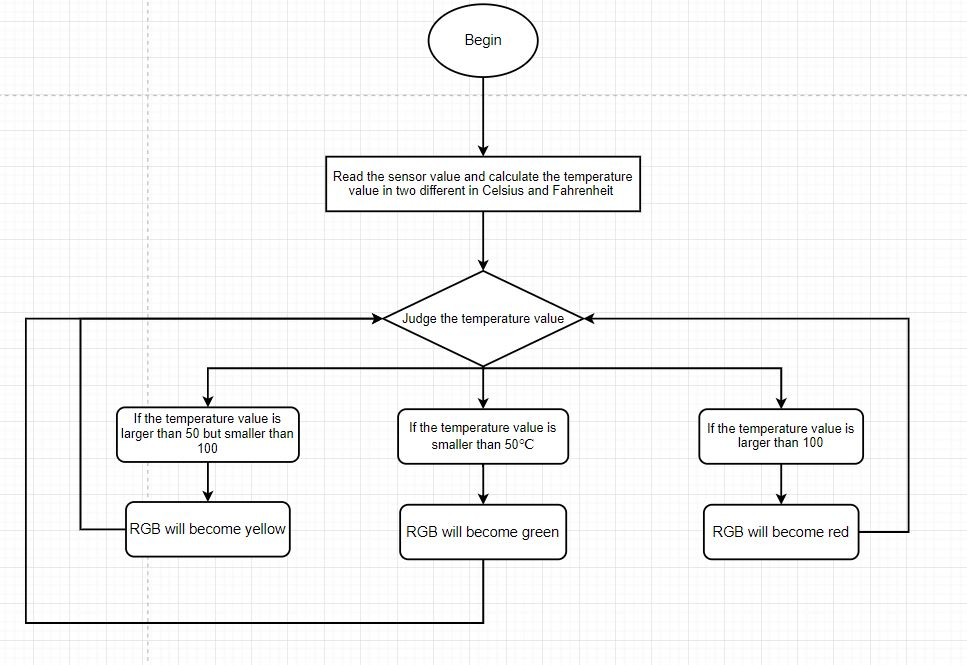 Begin
Read the sensor value and calculate the temperature
value in two different in Celsius and Fahrenheit
Judge the temperature value
If the temperature value is
larger than 50 but smaller than
100
If the temperature value is
smaller than 50°C
If the temperature value is
larger than 100
RGB will become yellow
RGB will become green
RGB will become red